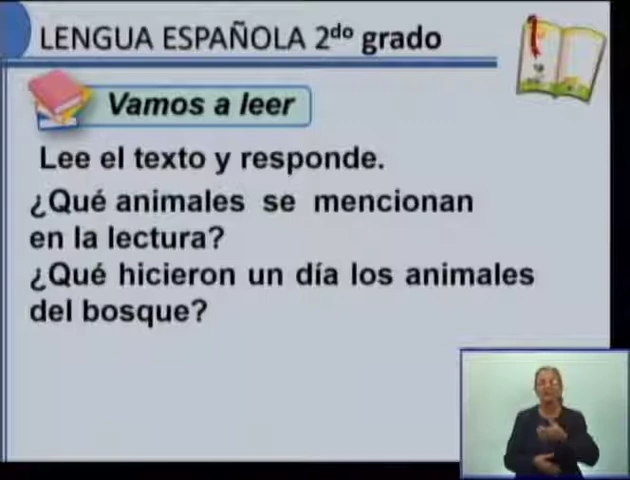 LENGUA ESPAÑOLA 2do grado
Vamos a leer
Lee el texto y responde.
¿Qué animales se mencionan
en la lectura?
¿Qué hicieron un día los animales
del bosque?